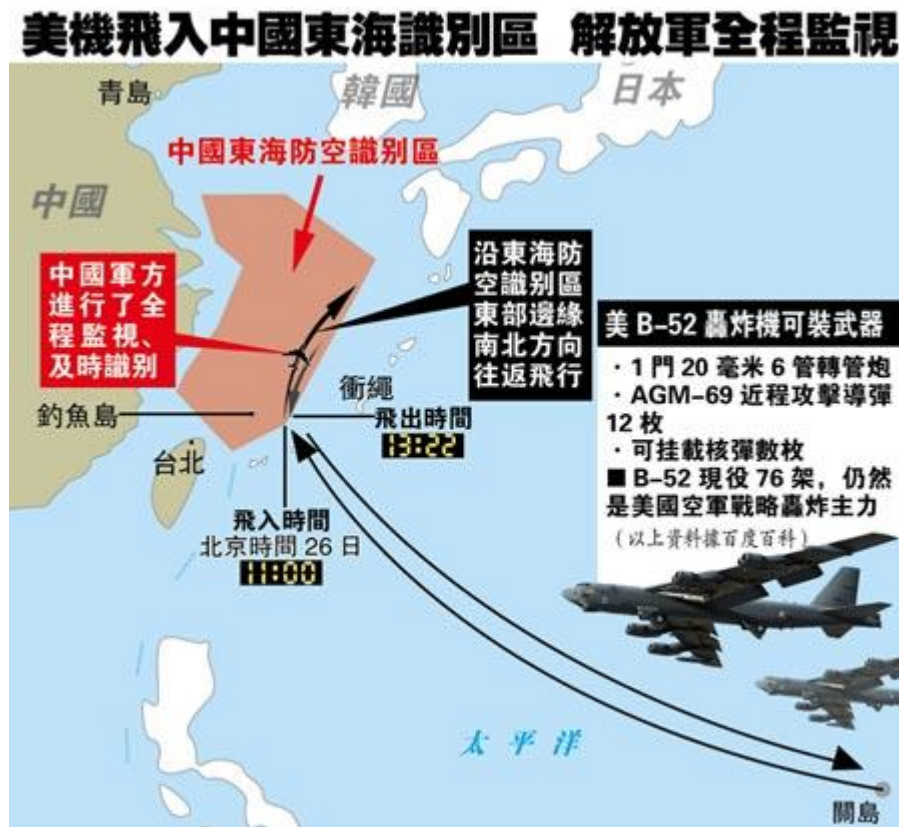 美機飛入中國東海識別區 解放軍全程監視
青島
韓國
日本
中國東海防空識别區
中國
中國軍方
進行了全
程監視、
及時識别
沿東海防
空識别區
東部邊緣
南北方向
往返飛行
美 B-52 轟炸機可裝武器
·1 門 20 毫米 6 管轉管炮
·AGM-69 近程攻擊導彈
12 枚
·可挂載核彈數枚
■ B-52 現役 76 架，仍然
是美國空軍戰略轟炸主力
(以上資料據百度百科)
衝繩
釣魚島
飛出時間
13:22
台北
飛入時間
北京時間 26 日
11:00
太平洋
關島